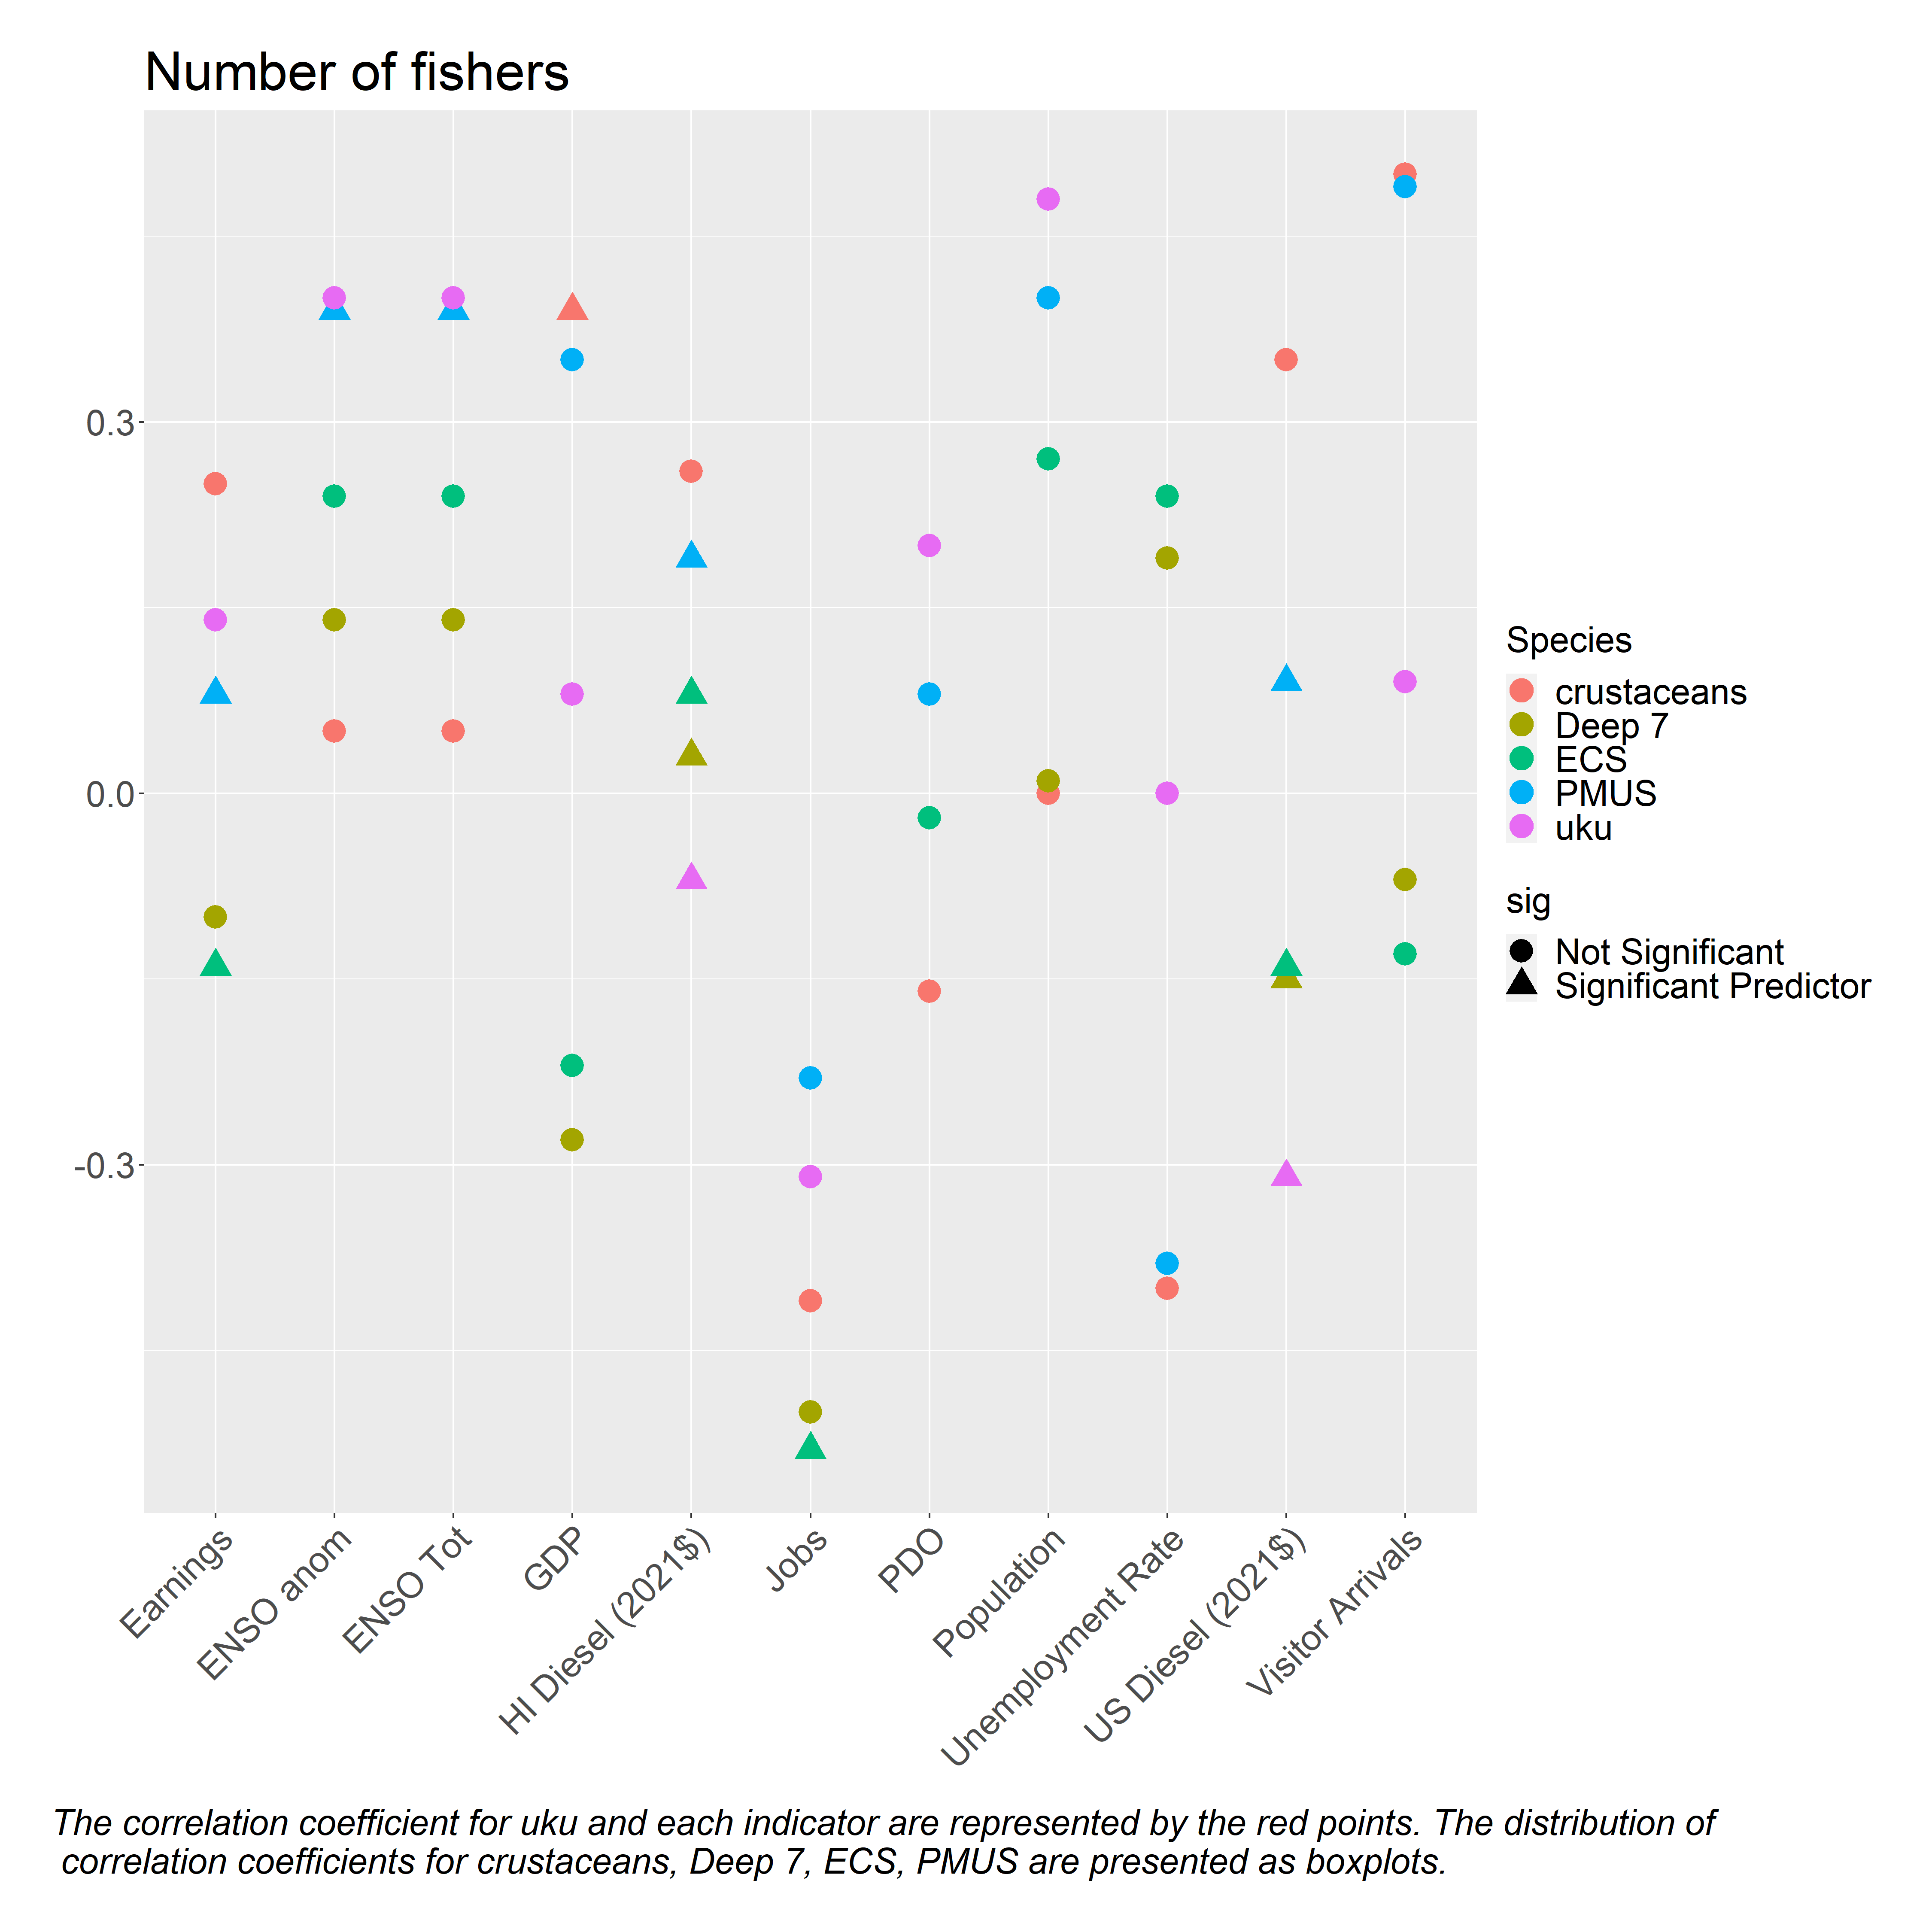 Number of fishers
0.3
0.0
-0.3
Earnings
ENSO anom
ENSO Tot
GDP
HI Diesel (2021$)
Jobs
PDO
Population
Unemployment Rate
US Diesel (2021$)
Visitor Arrivals
Species
crustaceans
Deep 7
ECS
PMUS
uku
sig
Not Significant
Significant Predictor
The correlation coefficient for uku and each indicator are represented by the red points. The distribution of
correlation coefficients for crustaceans, Deep 7, ECS, PMUS are presented as boxplots.